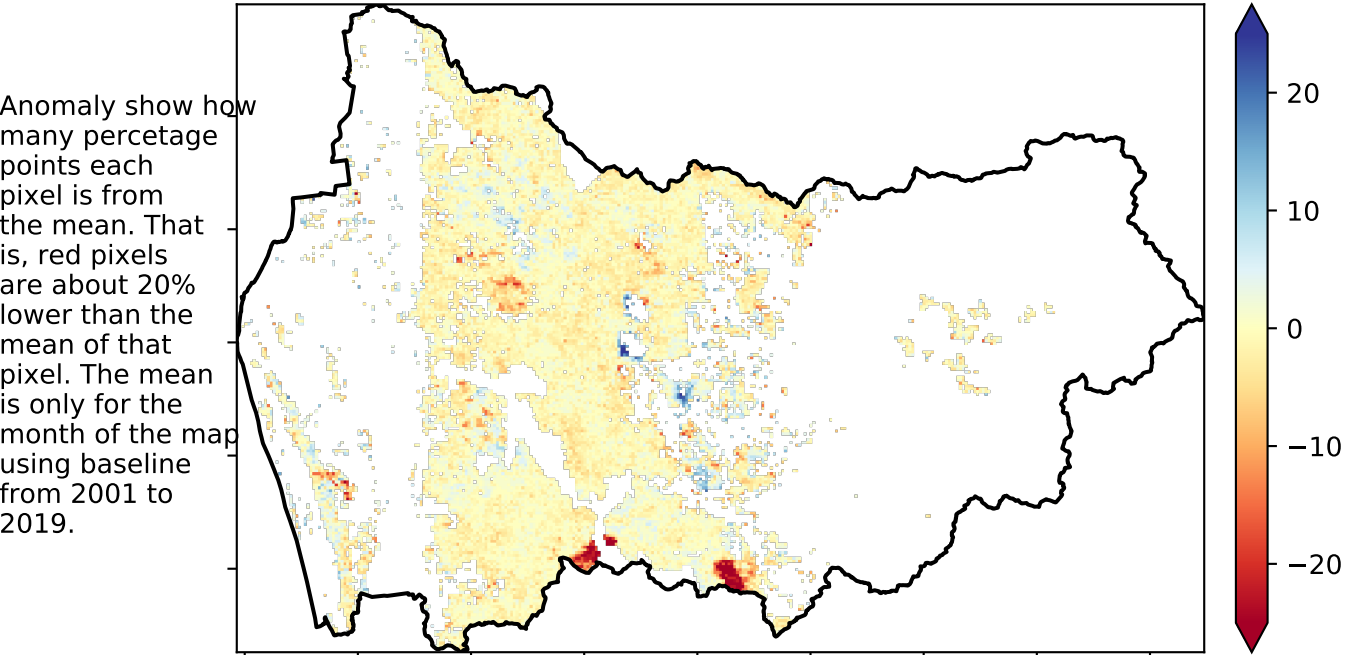 Anomaly show how
many percetage
points each
pixel is from
the mean. That
is, red pixels
are about 20%
lower than the
mean of that
pixel. The mean
is only for the
month of the map
using baseline
from 2001 to
2019.
20
10
0
−10
−20